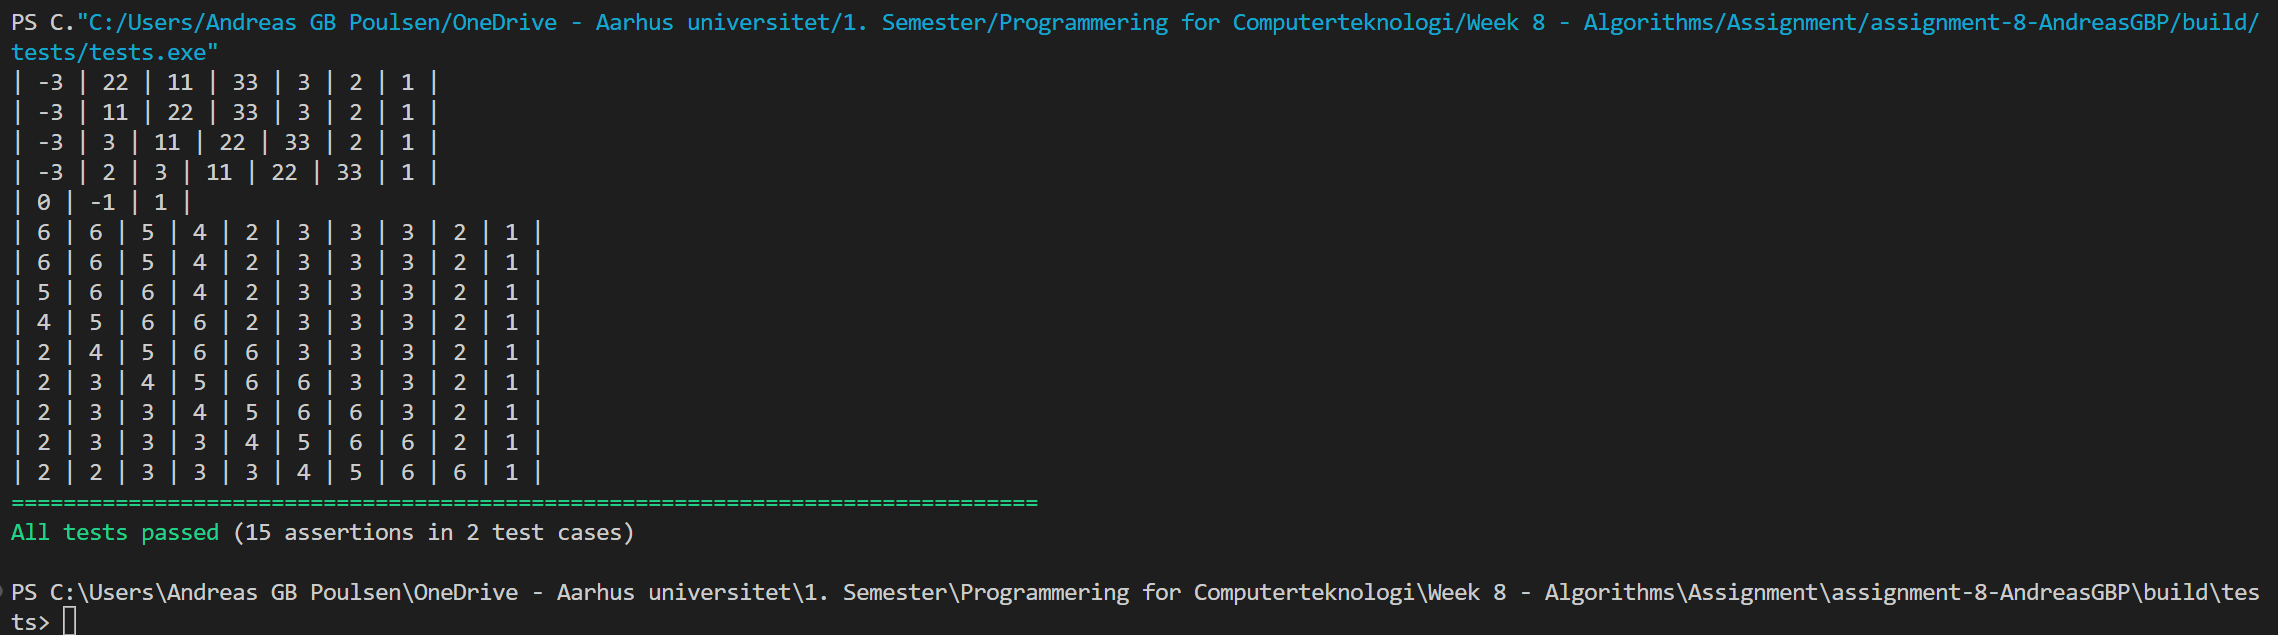 PS C."C:/Users/Andreas GB Poulsen/OneDrive - Aarhus universitet/1. Semester/Programmering for Computerteknologi/Week 8 - Algorithms/Assignment/assignment-8-AndreasGBP/build/
tests/tests.exe"
| -3 | 22 | 11 | 33 | 3 | 2 | 1 |
| -3 | 11 | 22 | 33 | 3 | 2 | 1 |
| -3 | 3 | 11 | 22 | 33 | 2 | 1 |
| -3 | 2 | 3 | 11 | 22 | 33 | 1 |
| 0 | -1 | 1 |
| 6 | 6 | 5 | 4 | 2 | 3 | 3 | 3 | 2 | 1 |
| 6 | 6 | 5 | 4 | 2 | 3 | 3 | 3 | 2 | 1 |
| 5 | 6 | 6 | 4 | 2 | 3 | 3 | 3 | 2 | 1 |
| 4 | 5 | 6 | 6 | 2 | 3 | 3 | 3 | 2 | 1 |
| 2 | 4 | 5 | 6 | 6 | 3 | 3 | 3 | 2 | 1 |
| 2 | 3 | 4 | 5 | 6 | 6 | 3 | 3 | 2 | 1 |
| 2 | 3 | 3 | 4 | 5 | 6 | 6 | 3 | 2 | 1 |
| 2 | 3 | 3 | 3 | 4 | 5 | 6 | 6 | 2 | 1 |
| 2 | 2 | 3 | 3 | 3 | 4 | 5 | 6 | 6 | 1 |
===============================================================================
All tests passed (15 assertions in 2 test cases)
PS C:\Users\Andreas GB Poulsen\OneDrive - Aarhus universitet\1. Semester\Programmering for Computerteknologi\Week 8 - Algorithms\Assignment\assignment-8-AndreasGBP\build\tes
ts>